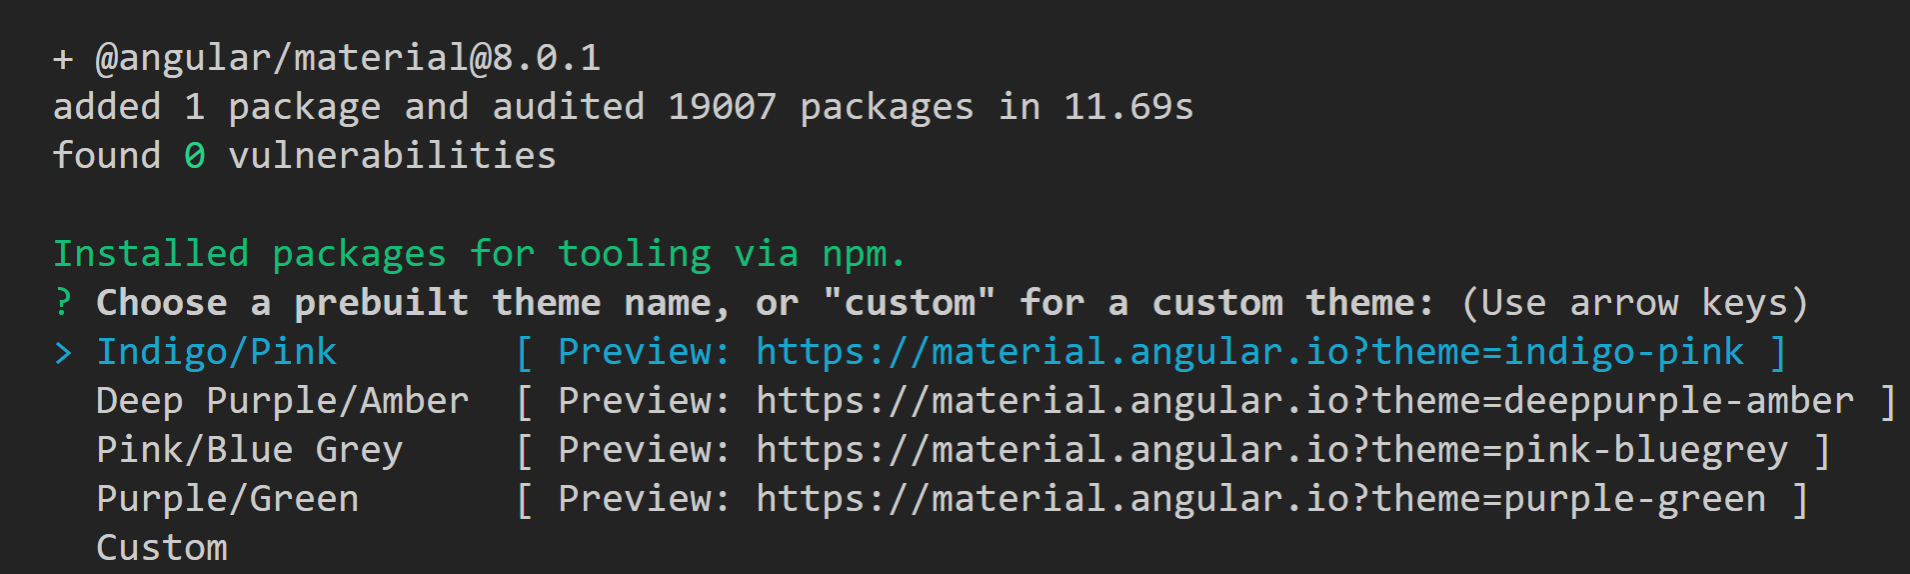 + @angular/material@8.0.1
added 1 package and audited 19007 packages in 11.69s
found 0 vulnerabilities
Installed packages for tooling via npm.
? Choose a prebuilt theme name, or "custom" for a custom theme: (Use arrow keys)
> Indigo/Pink        [ Preview: https://material.angular.io?theme=indigo-pink ]
  Deep Purple/Amber  [ Preview: https://material.angular.io?theme=deeppurple-amber ]
  Pink/Blue Grey     [ Preview: https://material.angular.io?theme=pink-bluegrey ]
  Purple/Green       [ Preview: https://material.angular.io?theme=purple-green ]
  Custom